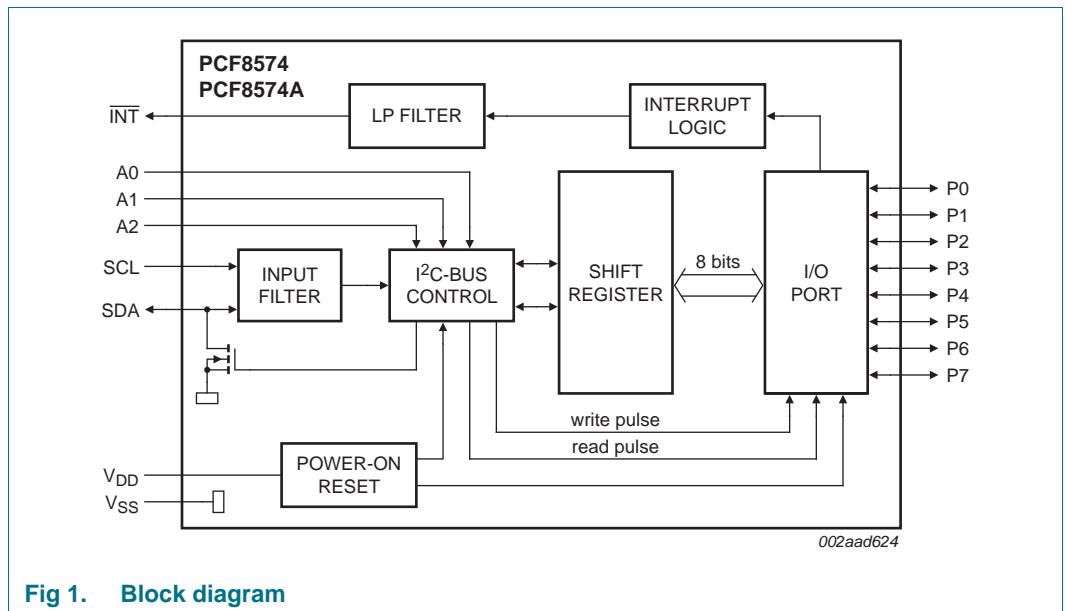 PCF8574
PCF8574A
INT
LP FILTER
INTERRUPT
LOGIC
A0
A1
A2
SCL
SDA
INPUT
FILTER
I²C-BUS
CONTROL
SHIFT
REGISTER
8 bits
I/O
PORT
P0
P1
P2
P3
P4
P5
P6
P7
write pulse
read pulse
VDD
VSS
POWER-ON
RESET
002aad624
Fig 1. Block diagram